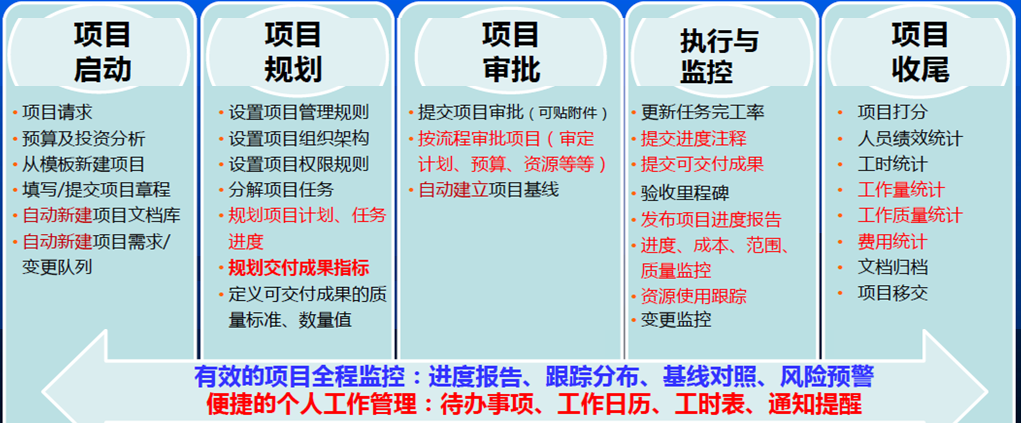 项目
启动
项目请求
预算及投资分析
从模板新建项目
填写/提交项目章程
自动新建项目文档库
自动新建项目需求/
变更队列
项目
规划
设置项目管理规则
设置项目组织架构
设置项目权限规则
分解项目任务
规划项目计划、任务
进度
规划交付成果指标
定义可交付成果的质
量标准、数量值
项目
审批
提交项目审批（可贴附件）
按流程审批项目（审定
计划、预算、资源等等）
自动建立项目基线
执行与
监控
更新任务完工率
提交进度注释
提交可交付成果
验收里程碑
发布项目进度报告
进度、成本、范围、
质量监控
资源使用跟踪
变更监控
项目
收尾
项目打分
人员绩效统计
工时统计
工作量统计
工作质量统计
费用统计
文档归档
项目移交
有效的项目全程监控：进度报告、跟踪分布、基线对照、风险预警
便捷的个人工作管理：待办事项、工作日历、工时表、通知提醒